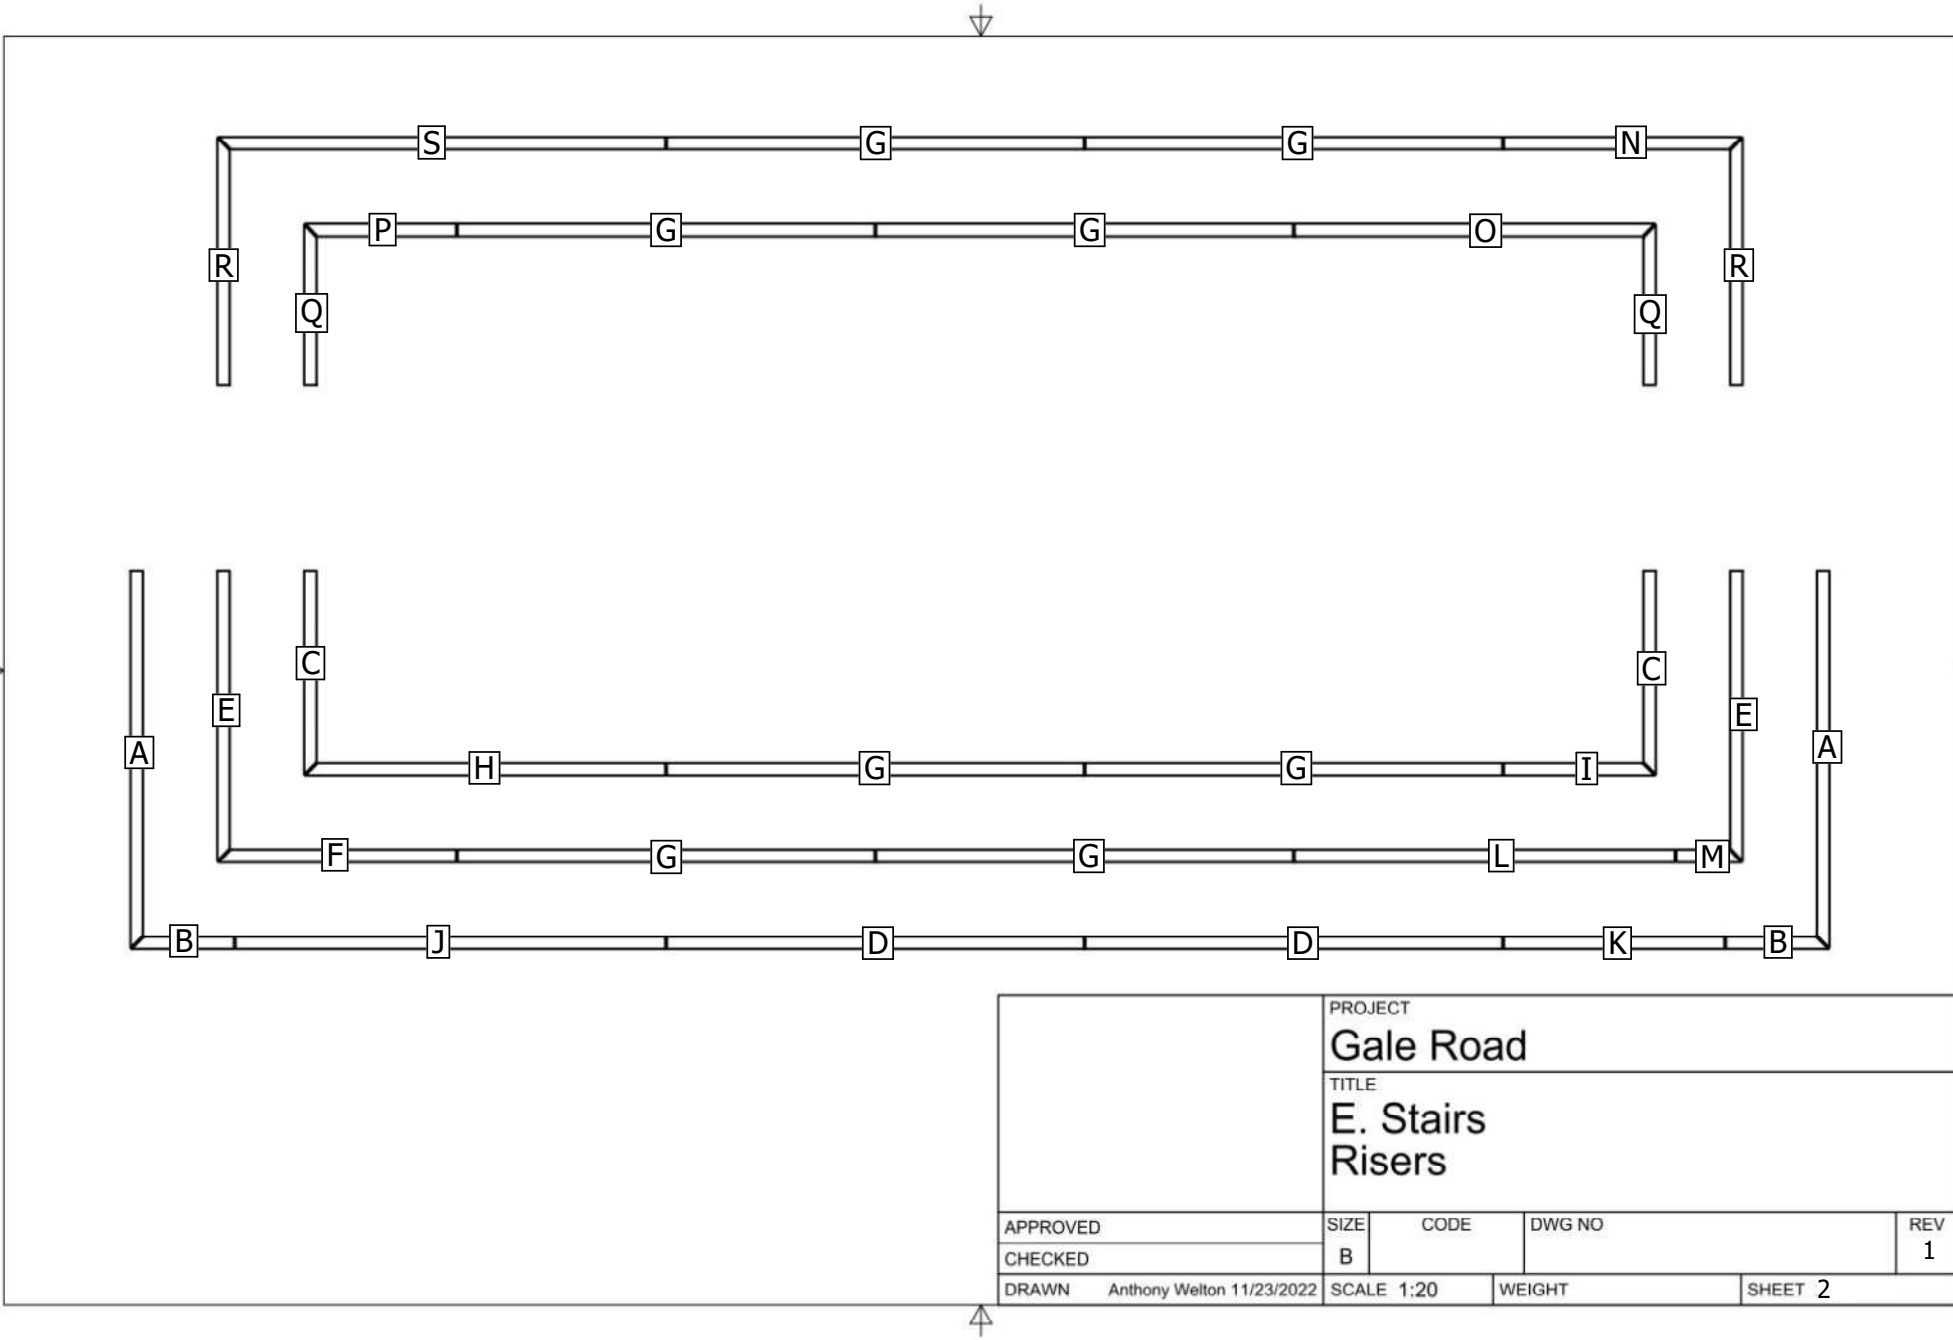 S G G N
P G G O
R R
Q Q
C C
E E
A A
H G G I
F G G L M
B J D D K B
PROJECT
Gale Road
TITLE
E. Stairs
Risers
APPROVED
SIZE CODE DWG NO REV
CHECKED
B 1
DRAWN Anthony Welton 11/23/2022 SCALE 1:20 WEIGHT SHEET 2